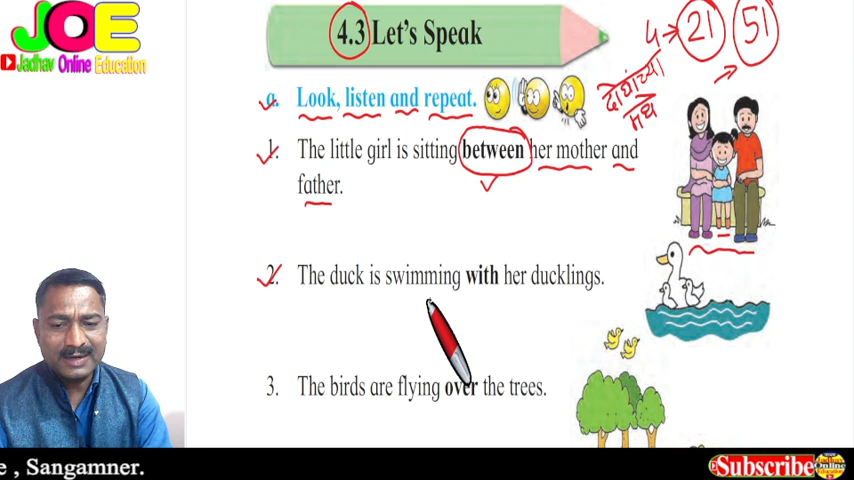 JOE
Jadhav Online Education
4.3 Let's Speak
5 → 21 51
दोघांच्या
मधे
a. Look, listen and repeat.
1. The little girl is sitting between her mother and
father.
2. The duck is swimming with her ducklings.
3. The birds are flying over the trees.
e , Sangamner.
Subscribe